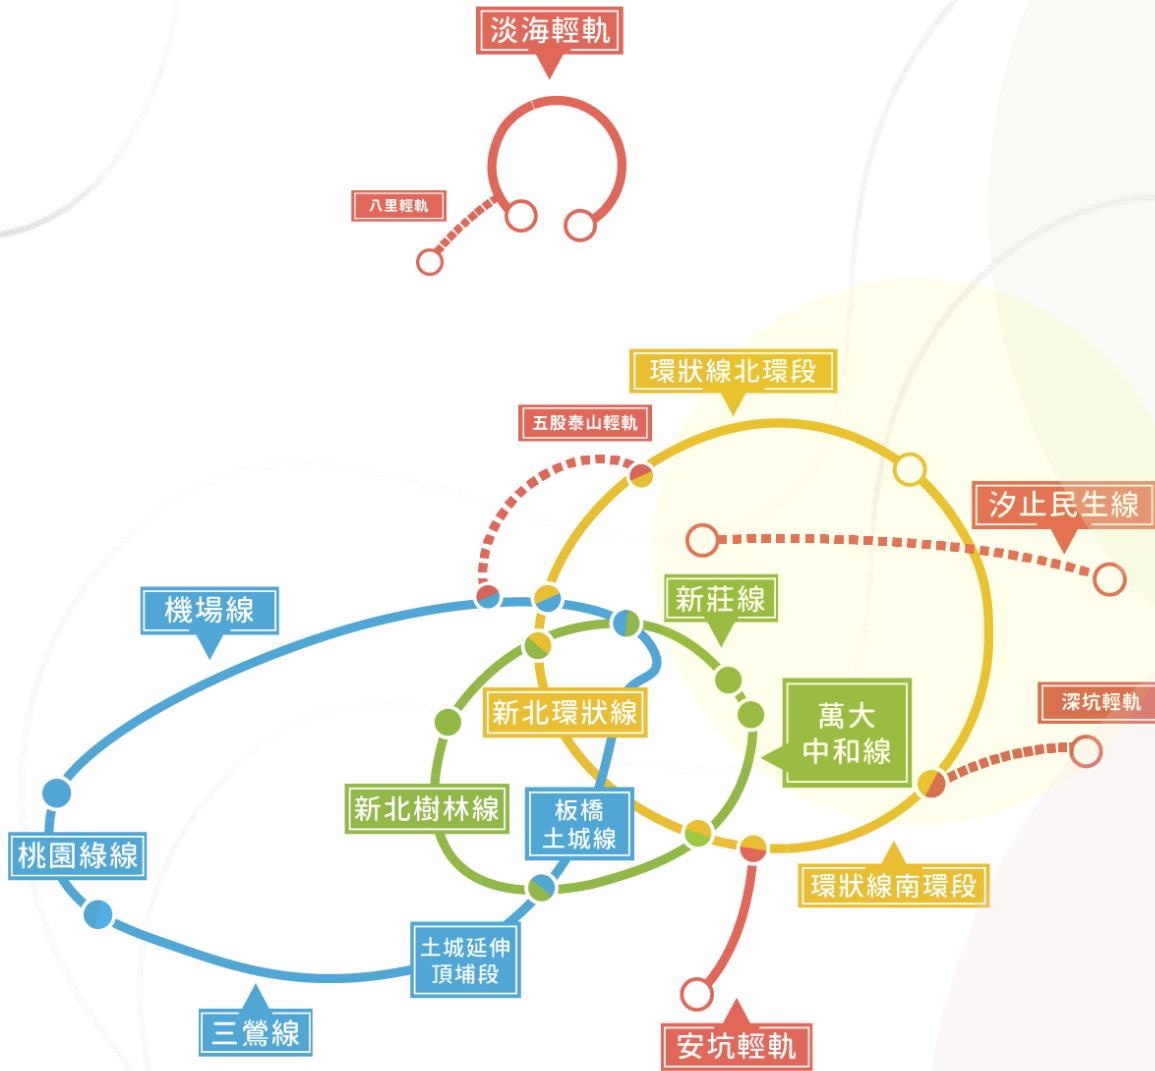 淡海輕軌
八里輕軌
環狀線北環段
五股泰山輕軌
汐止民生線
機場線
新莊線
深坑輕軌
新北環狀線
萬大
中和線
新北樹林線
板橋
土城線
桃園綠線
環狀線南環段
土城延伸
頂埔段
三鶯線
安坑輕軌